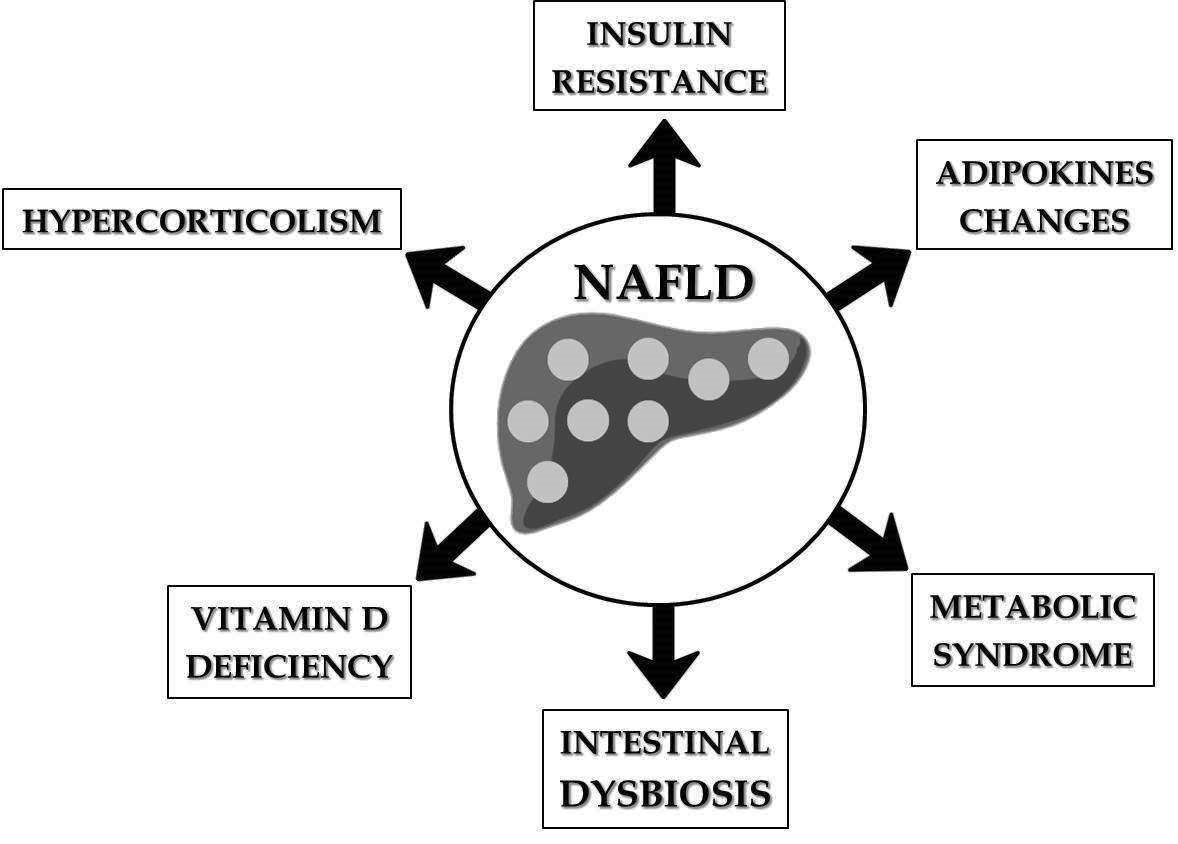 INSULIN
RESISTANCE
ADIPOKINES
CHANGES
HYPERCORTICOLISM
NAFLD
VITAMIN D
DEFICIENCY
METABOLIC
SYNDROME
INTESTINAL
DYSBIOSIS